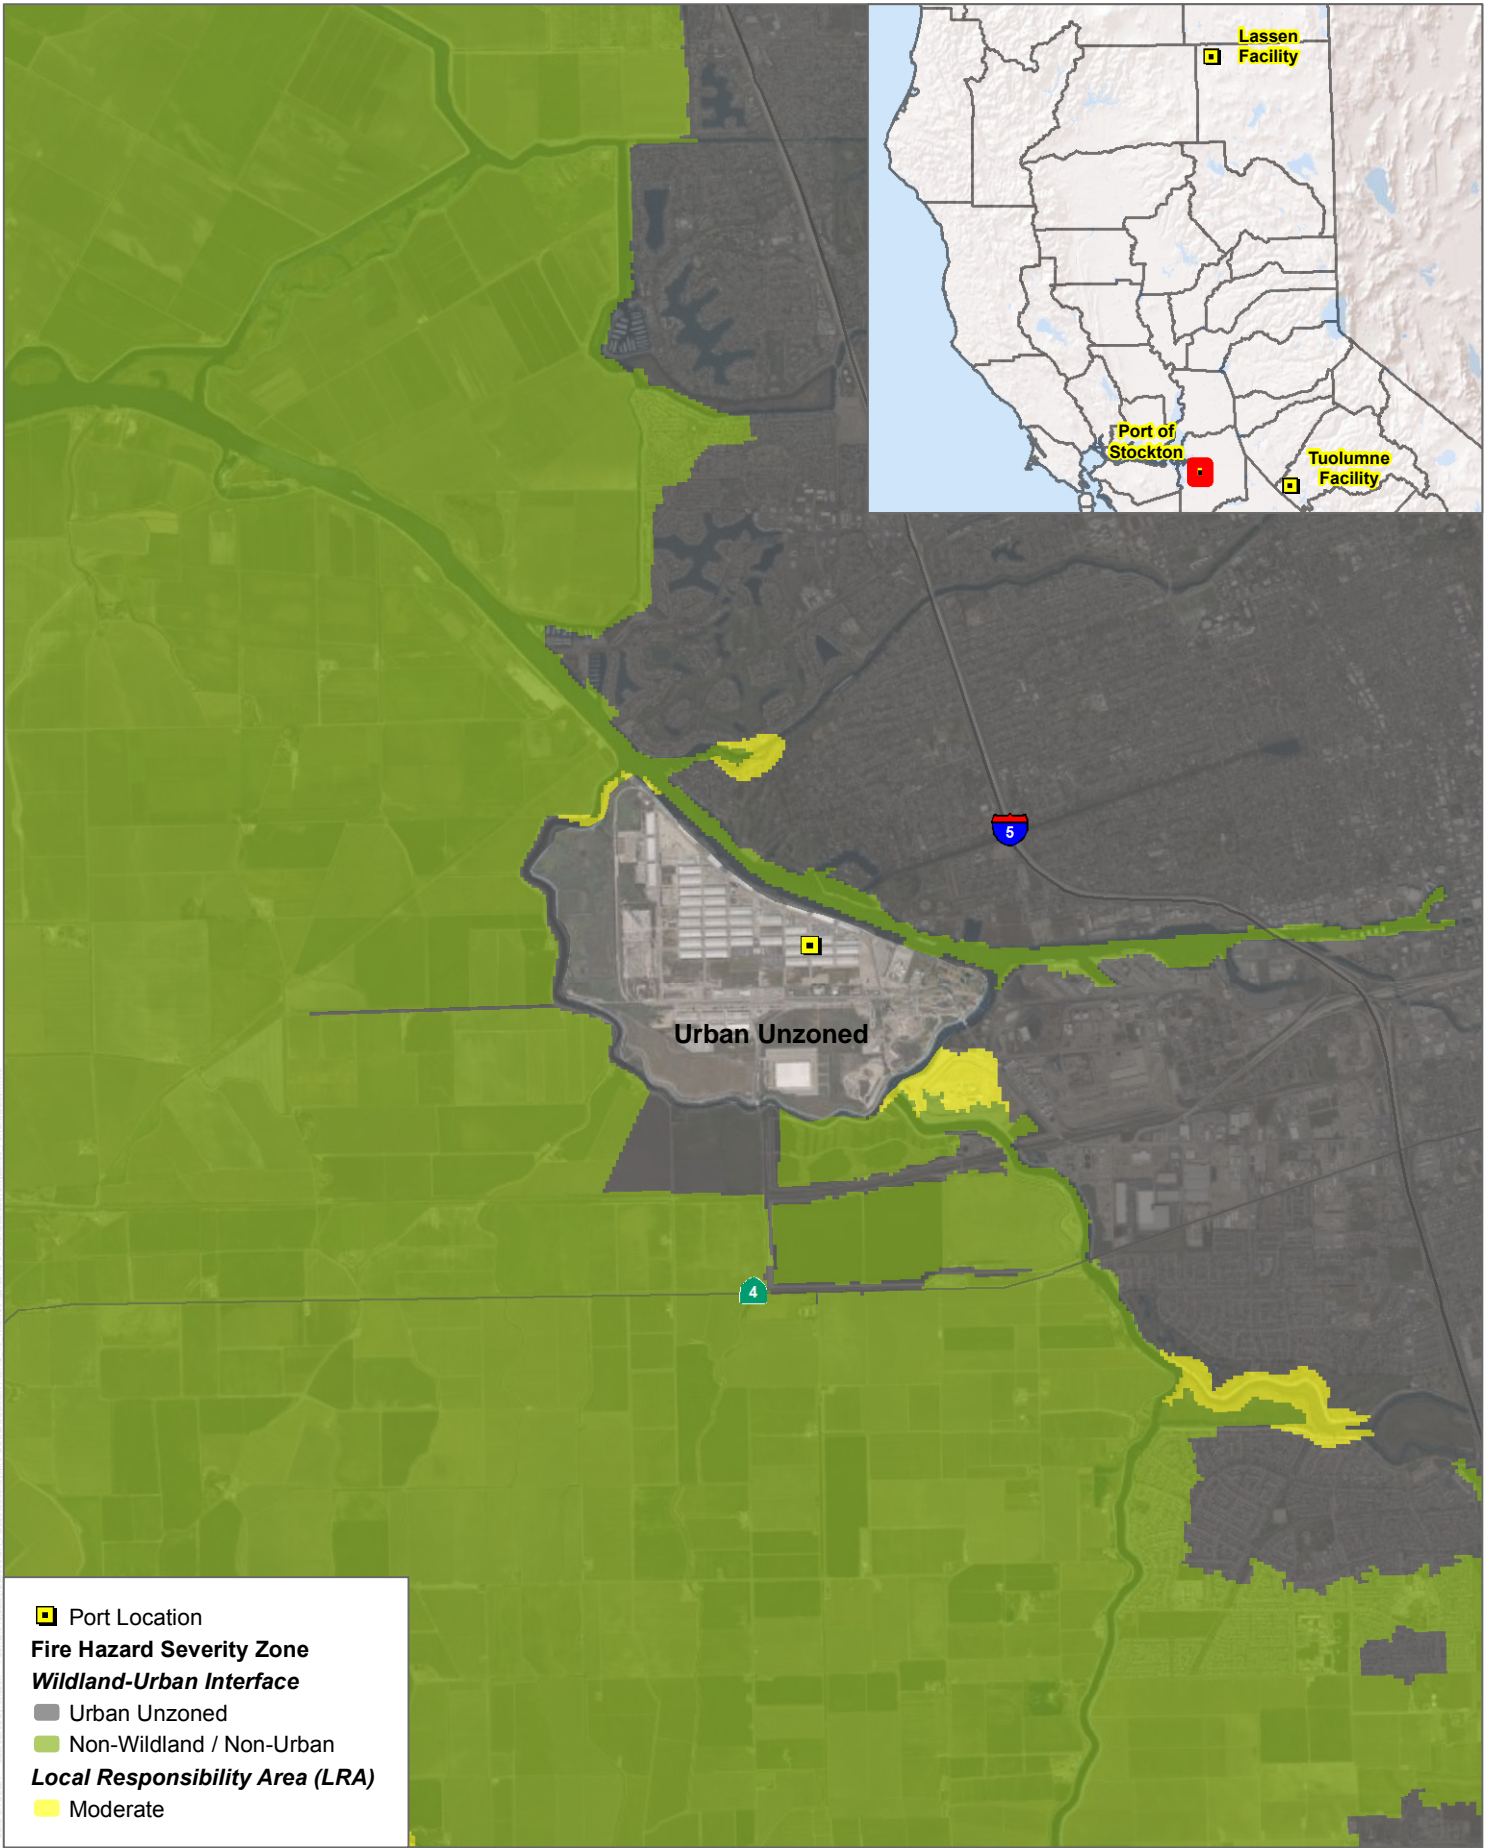 Lassen
Facility
Port of
Stockton
Tuolumne
Facility
5
Urban Unzoned
4
Port Location
Fire Hazard Severity Zone
Wildland-Urban Interface
Urban Unzoned
Non-Wildland / Non-Urban
Local Responsibility Area (LRA)
Moderate